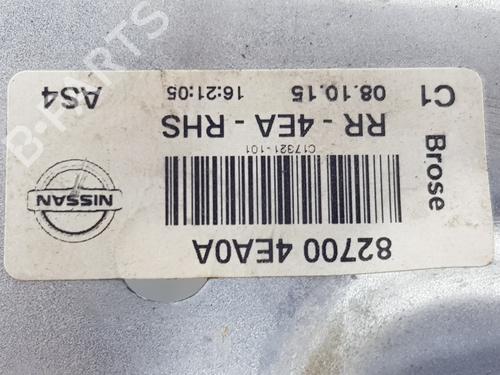 Brose
C1
82700 4EA0A
C17321-101
RR - 4EA - RHS
08.10.15 16:21:05
AS4
NISSAN
B-PARTS